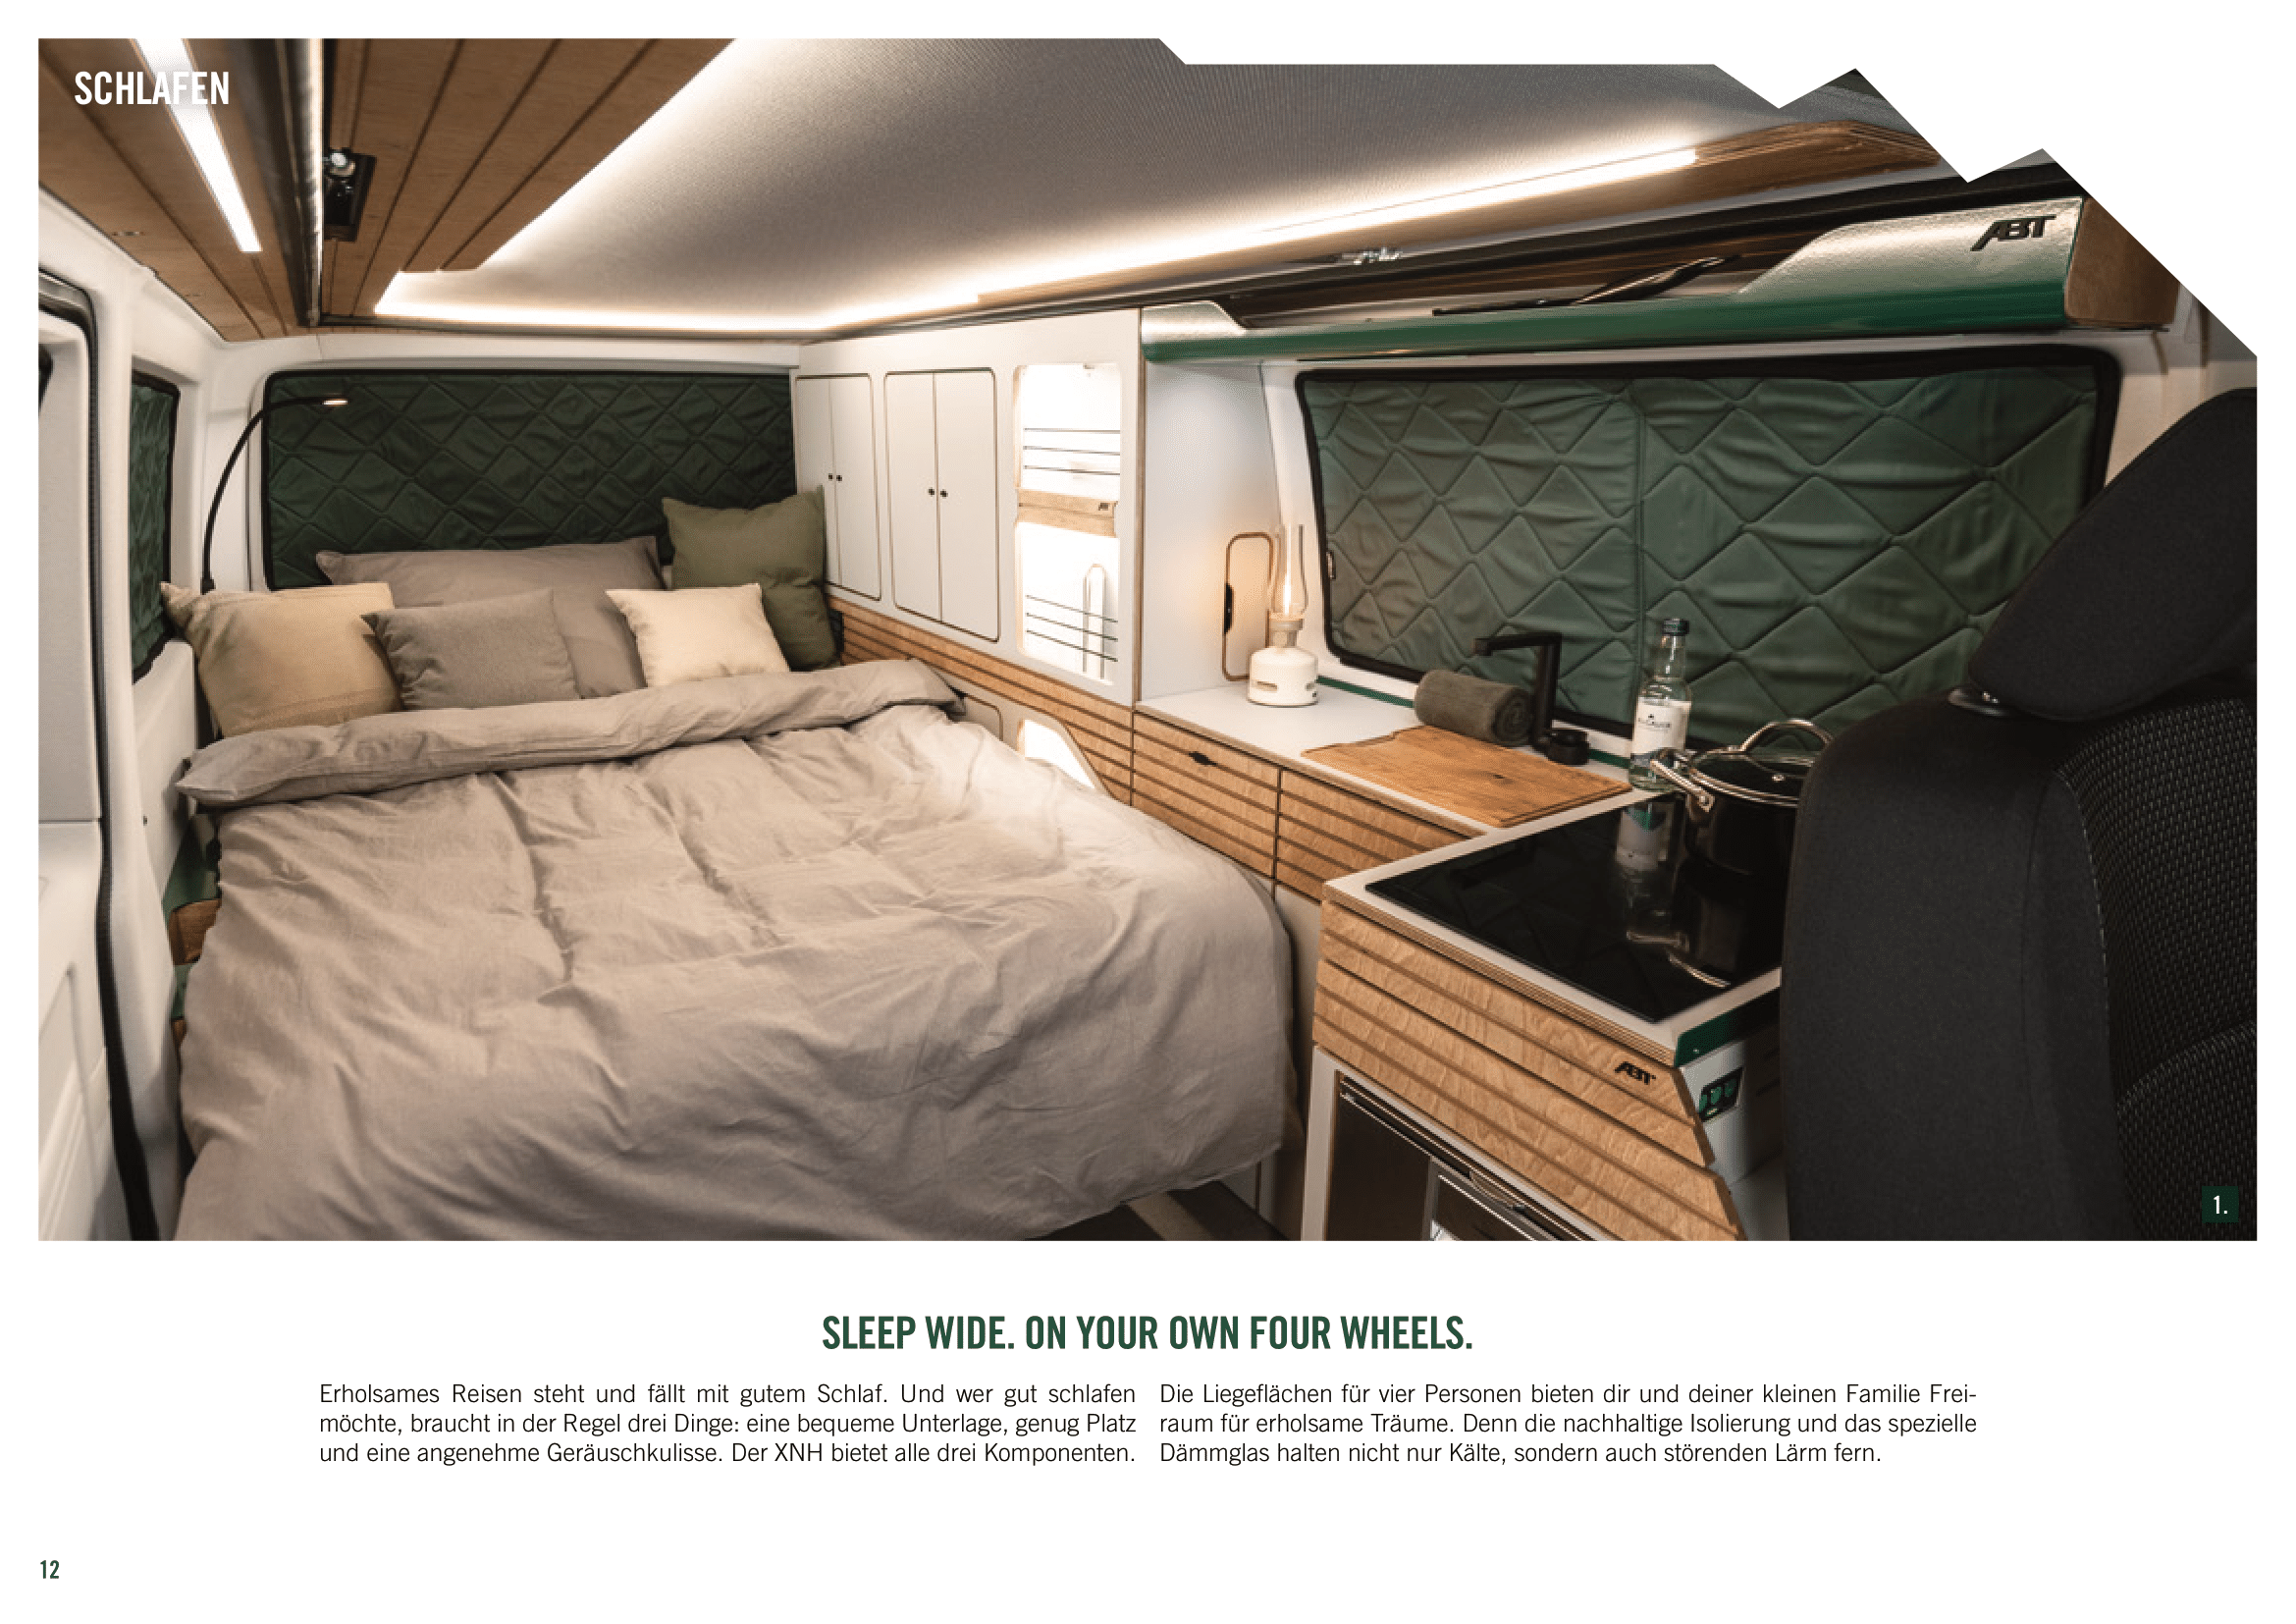 SCHLAFEN
ABT
ABT
1.
SLEEP WIDE. ON YOUR OWN FOUR WHEELS.
Erholsames Reisen steht und fällt mit gutem Schlaf. Und wer gut schlafen
möchte, braucht in der Regel drei Dinge: eine bequeme Unterlage, genug Platz
und eine angenehme Geräuschkulisse. Der XNH bietet alle drei Komponenten.
Die Liegeflächen für vier Personen bieten dir und deiner kleinen Familie Frei-
raum für erholsame Träume. Denn die nachhaltige Isolierung und das spezielle
Dämmglas halten nicht nur Kälte, sondern auch störenden Lärm fern.
12